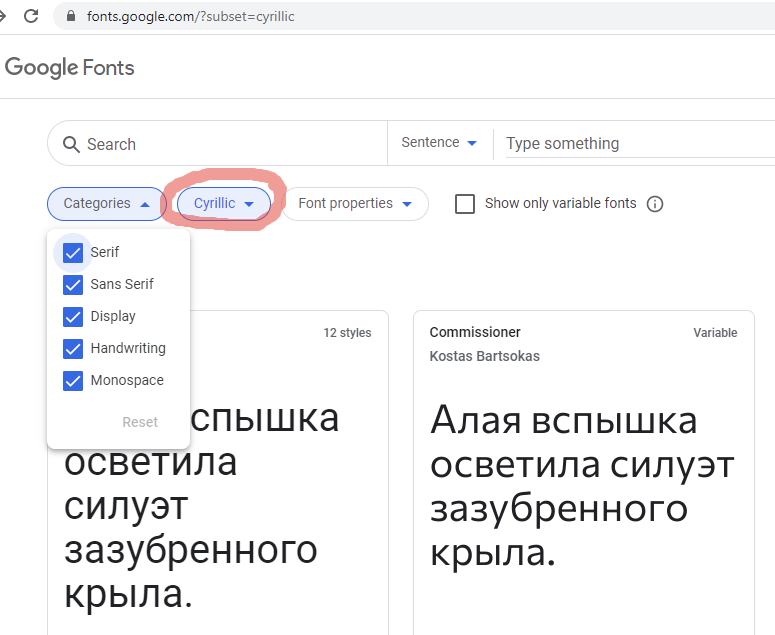 fonts.google.com/?subset=cyrillic
Google Fonts
Search
Sentence
Type something
Categories
Cyrillic
Font properties
Show only variable fonts
Serif
Sans Serif
Display
Handwriting
Monospace
Reset
12 styles
спышка
осветила
силуэт
зазубренного
крыла.
Commissioner
Variable
Kostas Bartsokas
Алая вспышка
осветила силуэт
зазубренного
крыла.